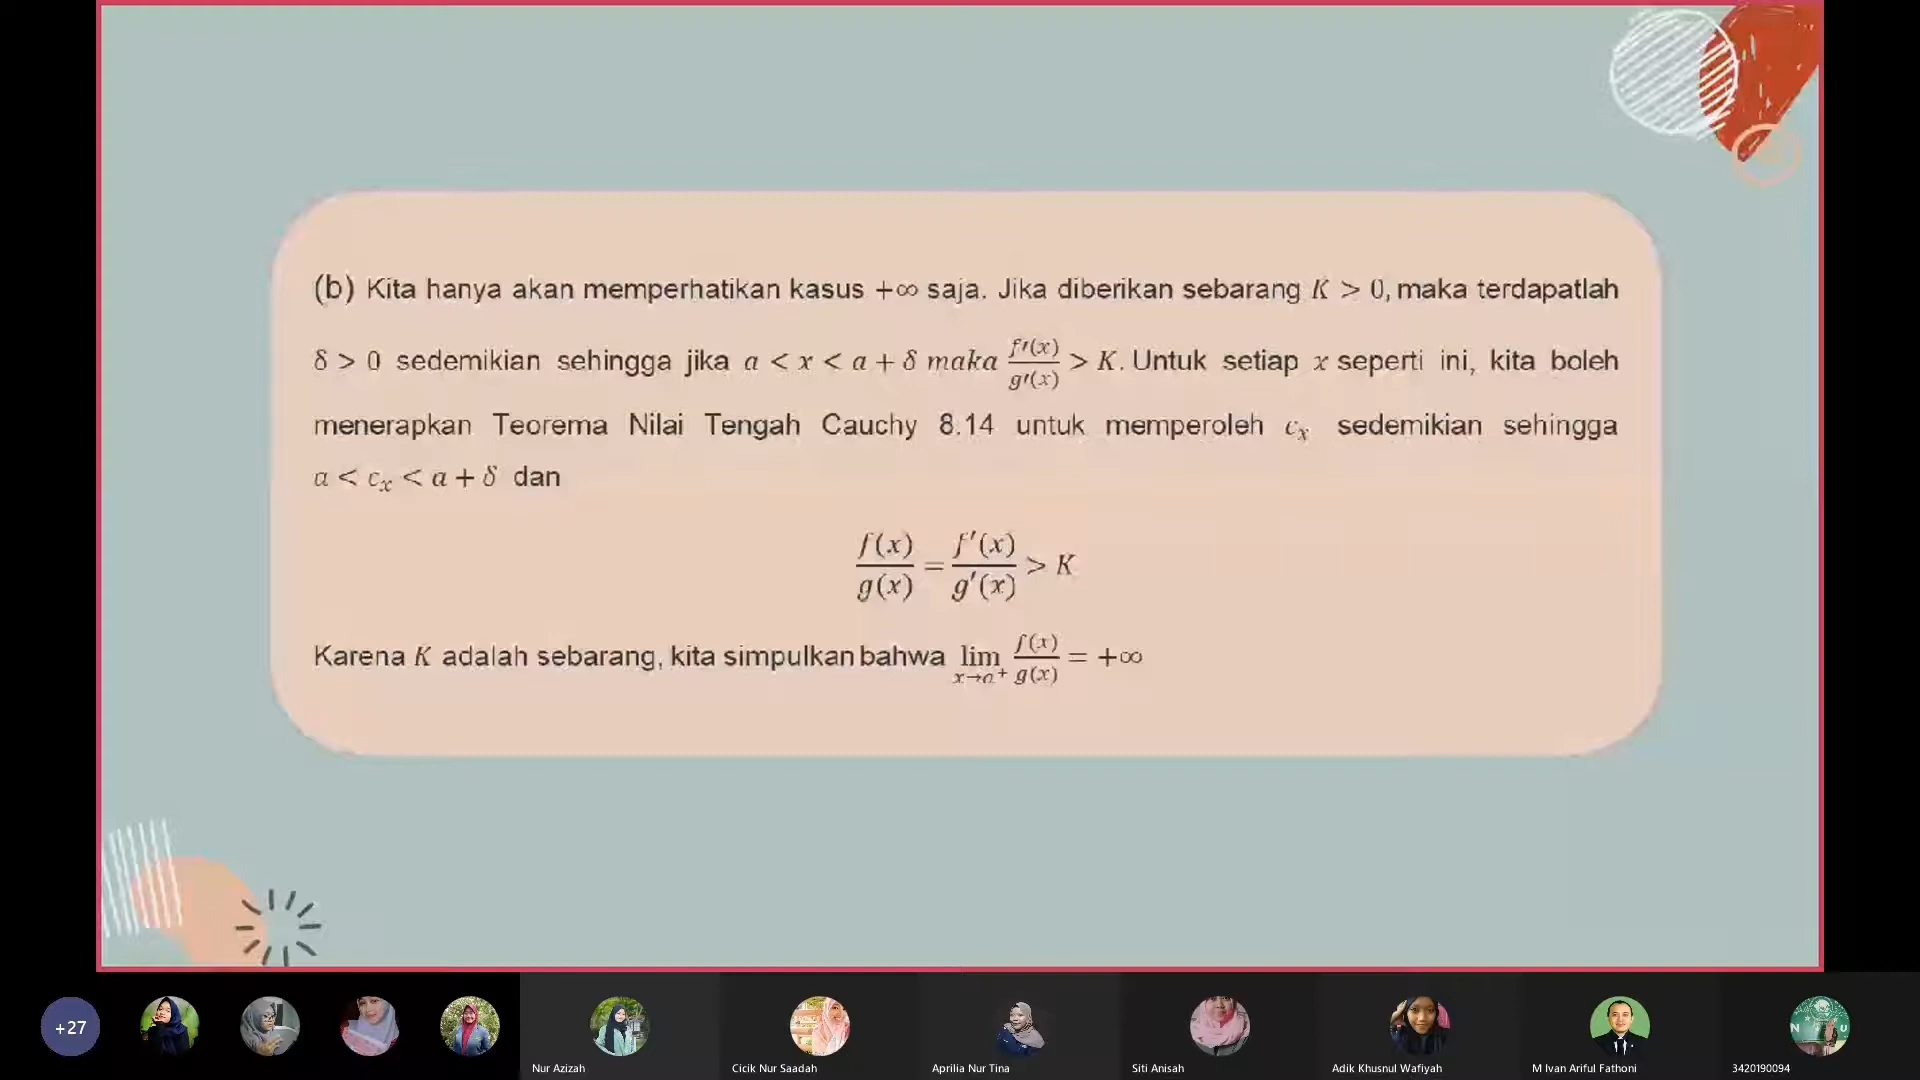 (b) Kita hanya akan memperhatikan kasus +∞ saja. Jika diberikan sebarang K > 0, maka terdapatlah
δ > 0 sedemikian sehingga jika a < x < a + δ maka f′(x)/g′(x) > K. Untuk setiap x seperti ini, kita boleh
menerapkan Teorema Nilai Tengah Cauchy 8.14 untuk memperoleh cₓ sedemikian sehingga
a < cₓ < a + δ dan
f(x)/g(x) = f′(x)/g′(x) > K
Karena K adalah sebarang, kita simpulkan bahwa lim x→a⁺ f(x)/g(x) = +∞
+27
N U
Nur Azizah
Cicik Nur Saadah
Aprilia Nur Tina
Siti Anisah
Adik Khusnul Wafiyah
M Ivan Ariful Fathoni
3420190094